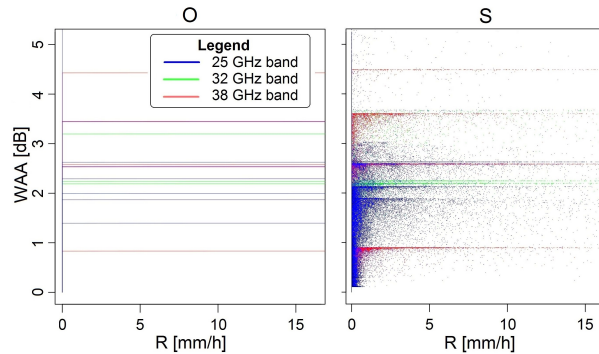 O
S
Legend
25 GHz band
32 GHz band
38 GHz band
WAA [dB]
5
4
3
2
1
0
0 5 10 15
0 5 10 15
R [mm/h]
R [mm/h]